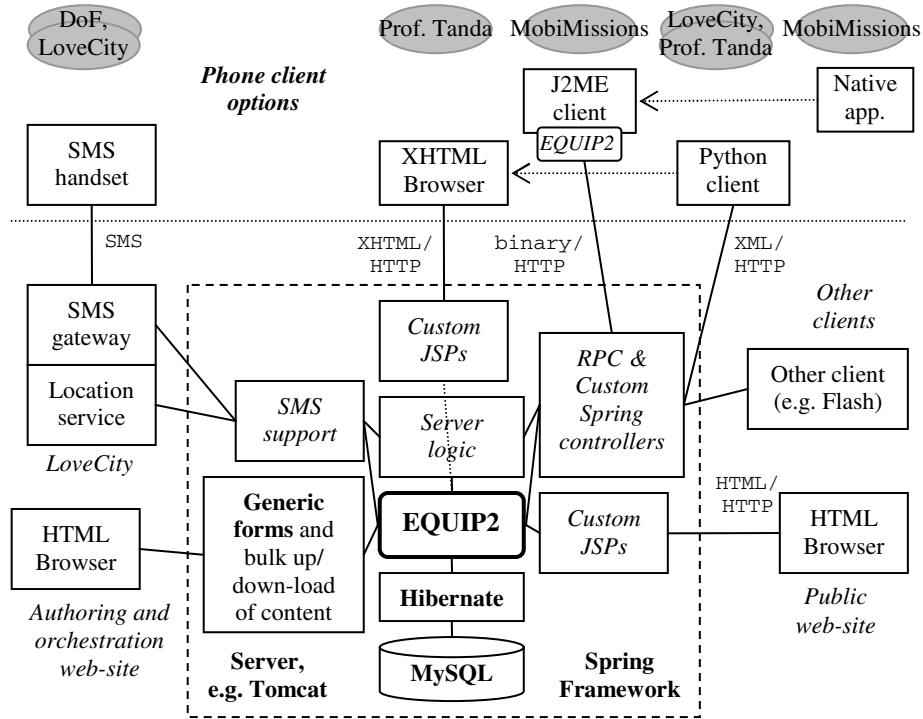 DoF,
LoveCity
Prof. Tanda
MobiMissions
LoveCity,
Prof. Tanda
MobiMissions
Phone client
options
J2ME
client
EQUIP2
Native
app.
SMS
handset
XHTML
Browser
Python
client
SMS
XHTML/
HTTP
binary/
HTTP
XML/
HTTP
SMS
gateway
Location
service
LoveCity
Custom
JSPs
RPC &
Custom
Spring
controllers
Other
clients
Other client
(e.g. Flash)
SMS
support
Server
logic
HTML
Browser
Authoring and
orchestration
web-site
Generic
forms and
bulk up/
down-load
of content
EQUIP2
Custom
JSPs
HTML/
HTTP
HTML
Browser
Public
web-site
Hibernate
MySQL
Server,
e.g. Tomcat
Spring
Framework